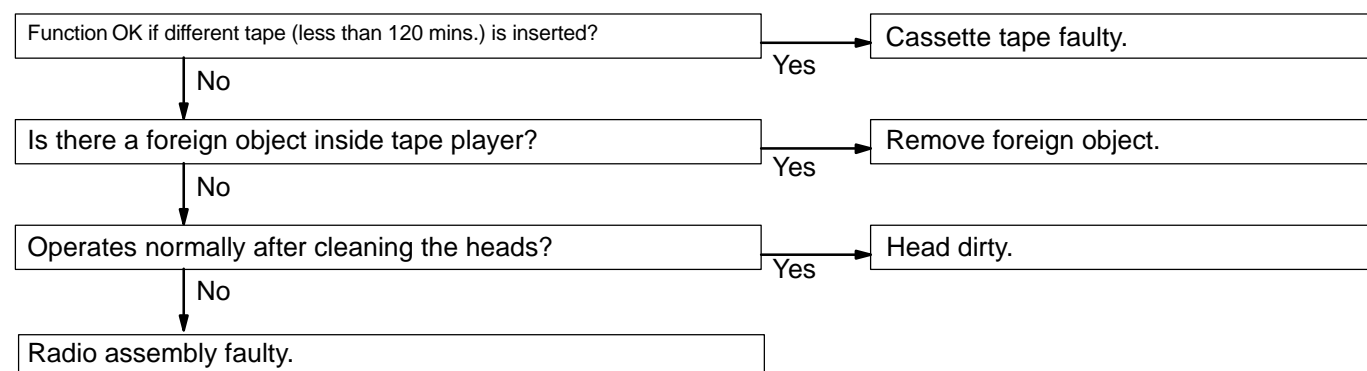 Function OK if different tape (less than 120 mins.) is inserted?
Cassette tape faulty.
Yes
No
Is there a foreign object inside tape player?
Remove foreign object.
Yes
No
Operates normally after cleaning the heads?
Head dirty.
Yes
No
Radio assembly faulty.